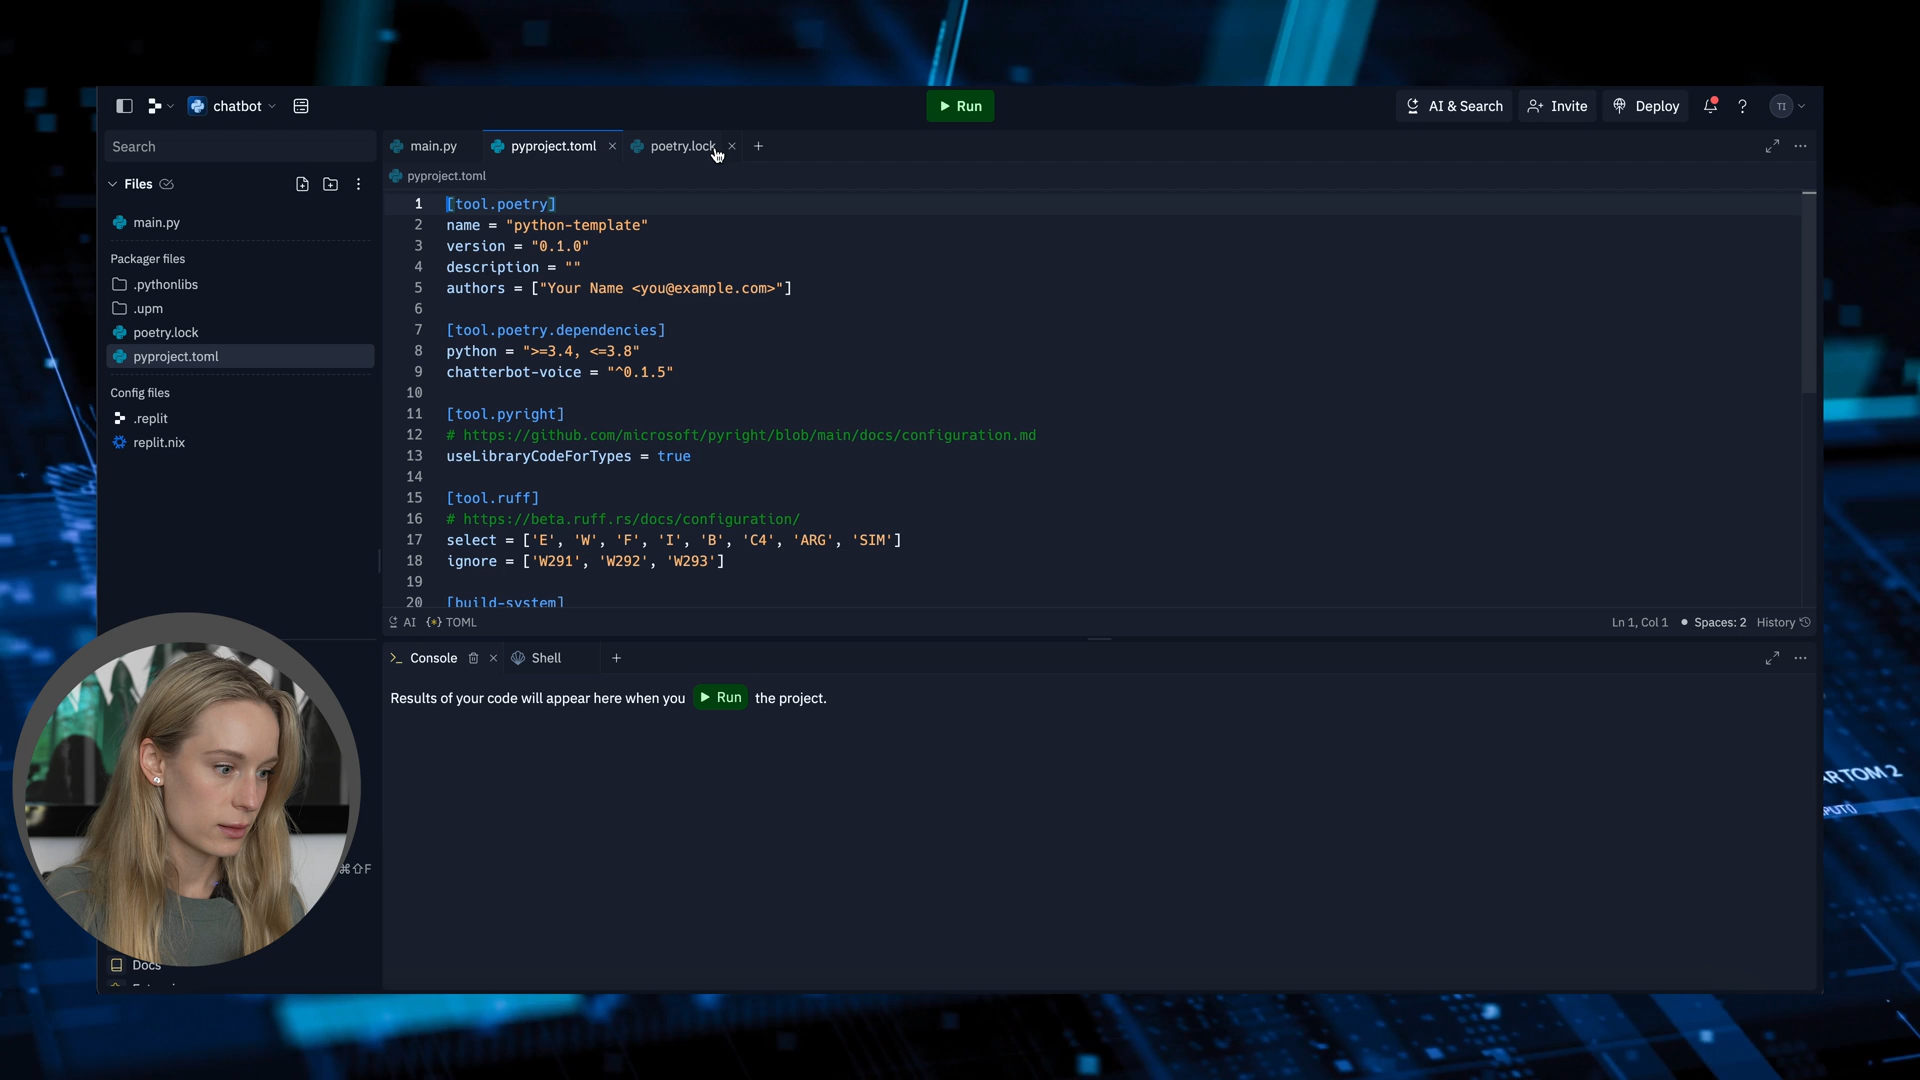 chatbot
Run
AI & Search
Invite
Deploy
?
TI
Search
main.py
pyproject.toml
poetry.lock
Files
pyproject.toml
main.py
Packager files
.pythonlibs
.upm
poetry.lock
pyproject.toml
Config files
.replit
replit.nix
1 [tool.poetry]
2 name = "python-template"
3 version = "0.1.0"
4 description = ""
5 authors = ["Your Name <you@example.com>"]
6
7 [tool.poetry.dependencies]
8 python = ">=3.4, <=3.8"
9 chatterbot-voice = "^0.1.5"
10
11 [tool.pyright]
12 # https://github.com/microsoft/pyright/blob/main/docs/configuration.md
13 useLibraryCodeForTypes = true
14
15 [tool.ruff]
16 # https://beta.ruff.rs/docs/configuration/
17 select = ['E', 'W', 'F', 'I', 'B', 'C4', 'ARG', 'SIM']
18 ignore = ['W291', 'W292', 'W293']
19
20 [build-system]
AI {*} TOML
Ln 1, Col 1 • Spaces: 2 History
Console
Shell
Results of your code will appear here when you Run the project.
⌘⇧F
Docs
TOM 2